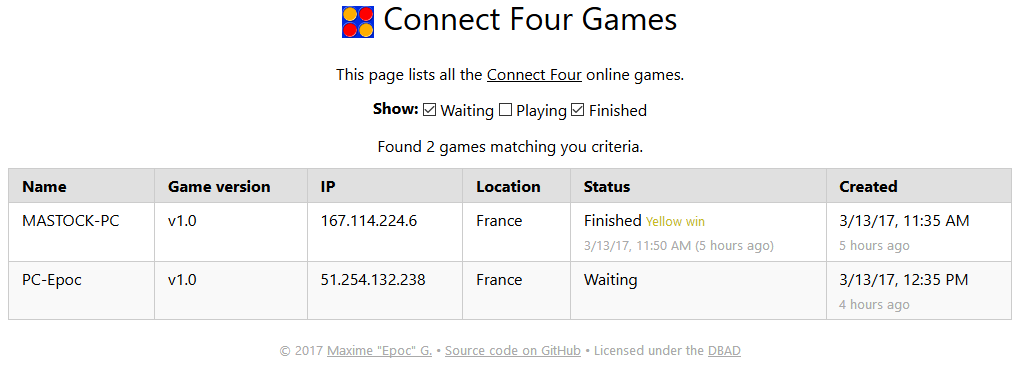 Connect Four Games
This page lists all the Connect Four online games.
Show: Waiting Playing Finished
Found 2 games matching you criteria.
Name Game version IP Location Status Created
MASTOCK-PC v1.0 167.114.224.6 France Finished Yellow win 3/13/17, 11:35 AM
3/13/17, 11:50 AM (5 hours ago) 5 hours ago
PC-Epoc v1.0 51.254.132.238 France Waiting 3/13/17, 12:35 PM
4 hours ago
© 2017 Maxime "Epoc" G. • Source code on GitHub • Licensed under the DBAD